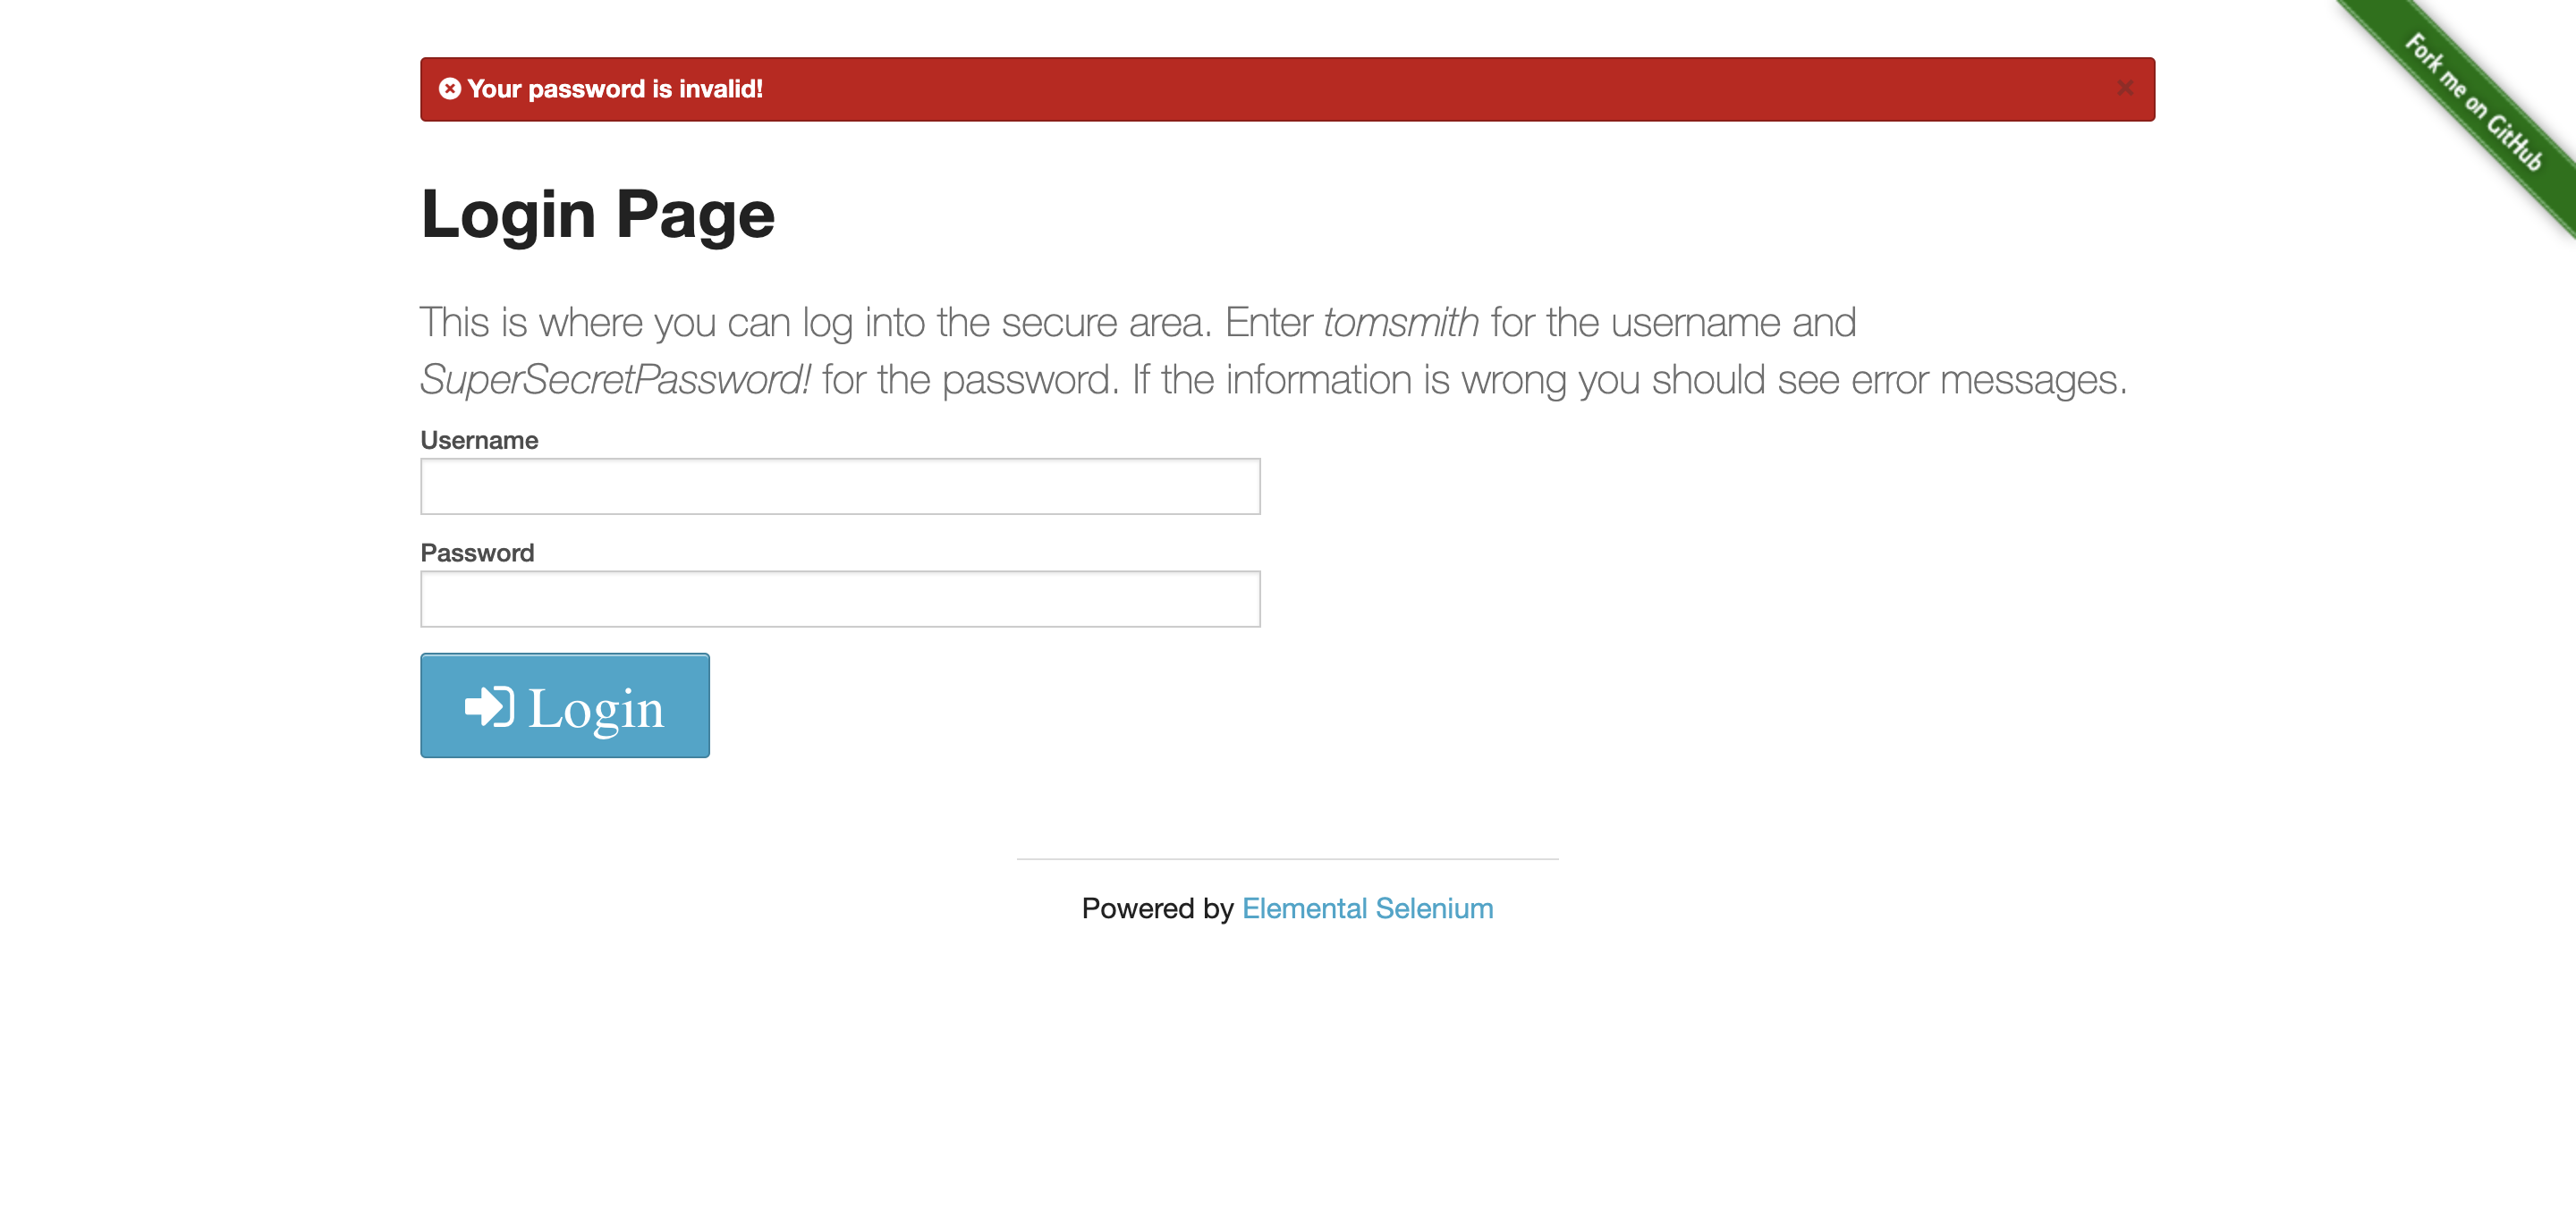 Your password is invalid!
Fork me on GitHub
Login Page
This is where you can log into the secure area. Enter tomsmith for the username and
SuperSecretPassword! for the password. If the information is wrong you should see error messages.
Username
Password
Login
Powered by Elemental Selenium